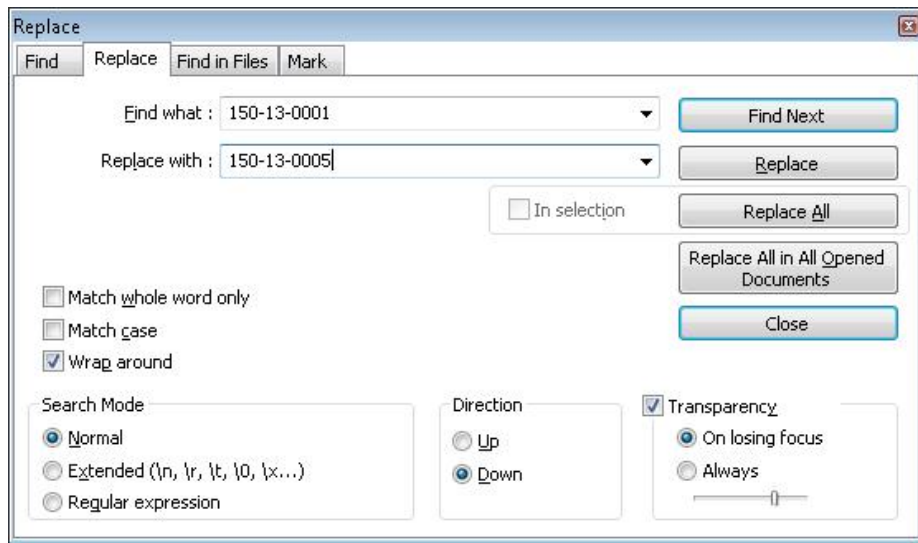 Replace
Find Replace Find in Files Mark
Find what : 150-13-0001 Find Next
Replace with : 150-13-0005 Replace
In selection Replace All
Replace All in All Opened
Documents
Match whole word only
Match case Close
Wrap around
Search Mode Direction Transparency
Normal Up On losing focus
Extended (\n, \r, \t, \0, \x...) Down Always
Regular expression